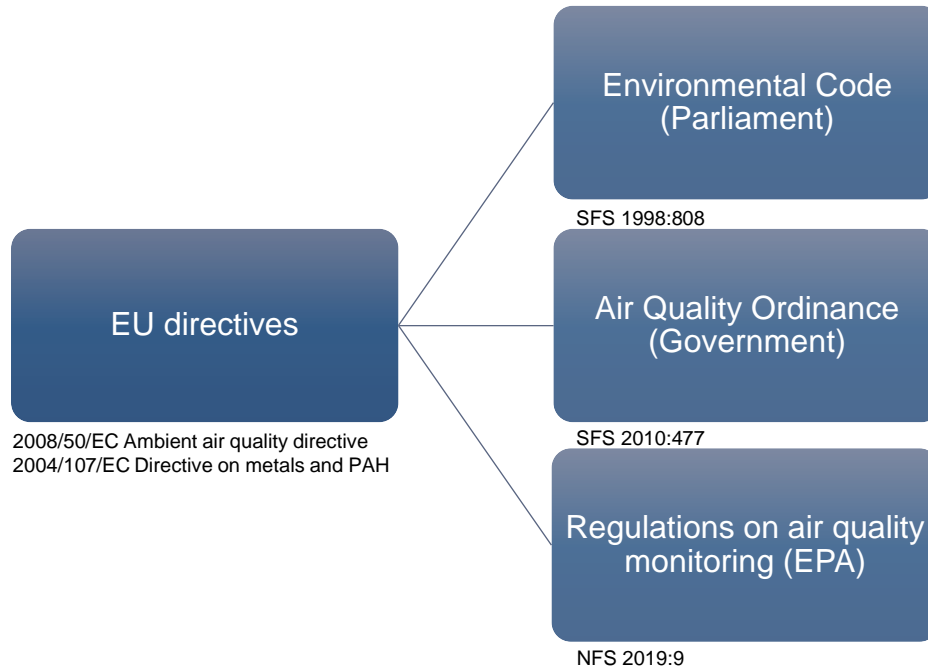 Environmental Code
(Parliament)
SFS 1998:808
EU directives
2008/50/EC Ambient air quality directive
2004/107/EC Directive on metals and PAH
Air Quality Ordinance
(Government)
SFS 2010:477
Regulations on air quality
monitoring (EPA)
NFS 2019:9